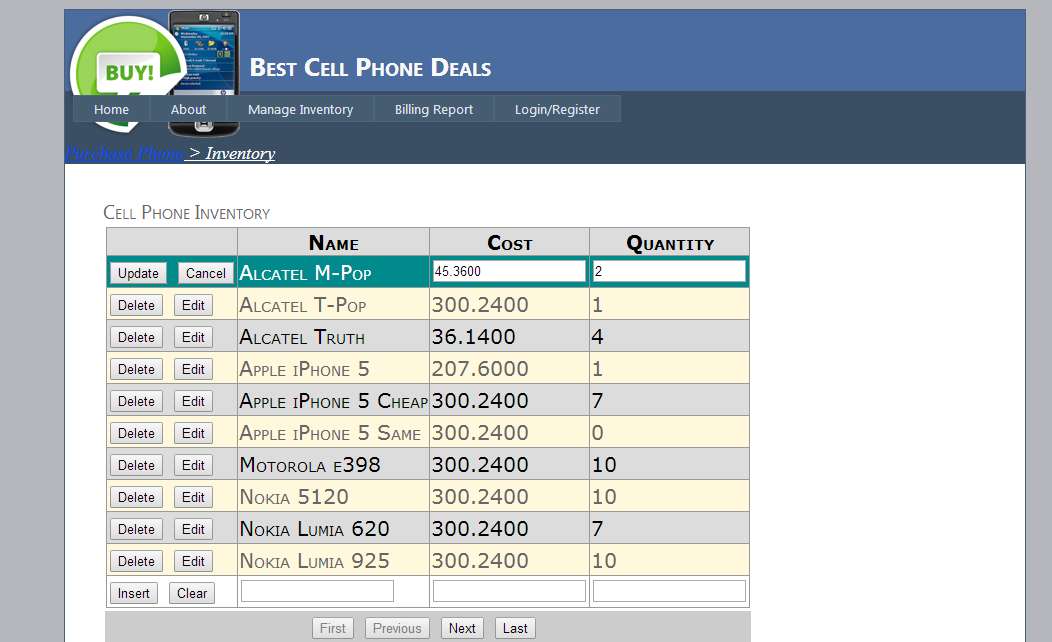 BUY!
Best Cell Phone Deals
Home About Manage Inventory Billing Report Login/Register
Purchase Phone > Inventory
Cell Phone Inventory
Name Cost Quantity
Update Cancel Alcatel M-Pop 45.3600 2
Delete Edit Alcatel T-Pop 300.2400 1
Delete Edit Alcatel Truth 36.1400 4
Delete Edit Apple iPhone 5 207.6000 1
Delete Edit Apple iPhone 5 Cheap 300.2400 7
Delete Edit Apple iPhone 5 Same 300.2400 0
Delete Edit Motorola e398 300.2400 10
Delete Edit Nokia 5120 300.2400 10
Delete Edit Nokia Lumia 620 300.2400 7
Delete Edit Nokia Lumia 925 300.2400 10
Insert Clear
First Previous Next Last